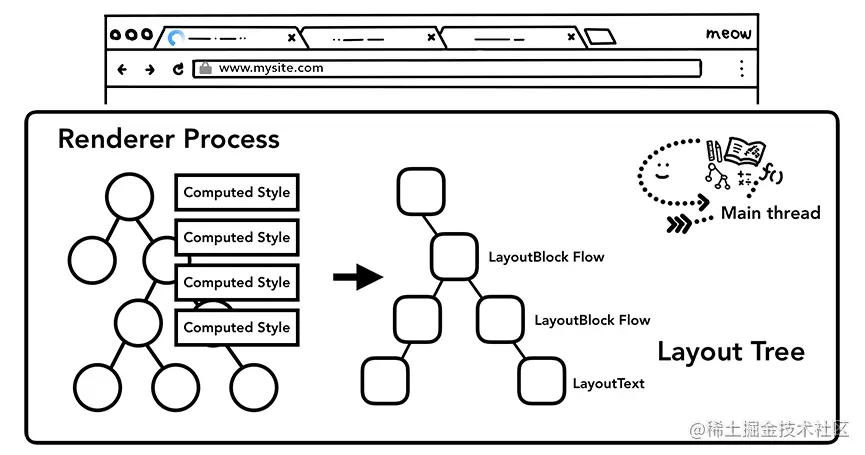 meow
www.mysite.com
Renderer Process
Computed Style
Computed Style
Computed Style
Computed Style
LayoutBlock Flow
LayoutBlock Flow
LayoutText
f()
Main thread
Layout Tree
@稀土掘金技术社区